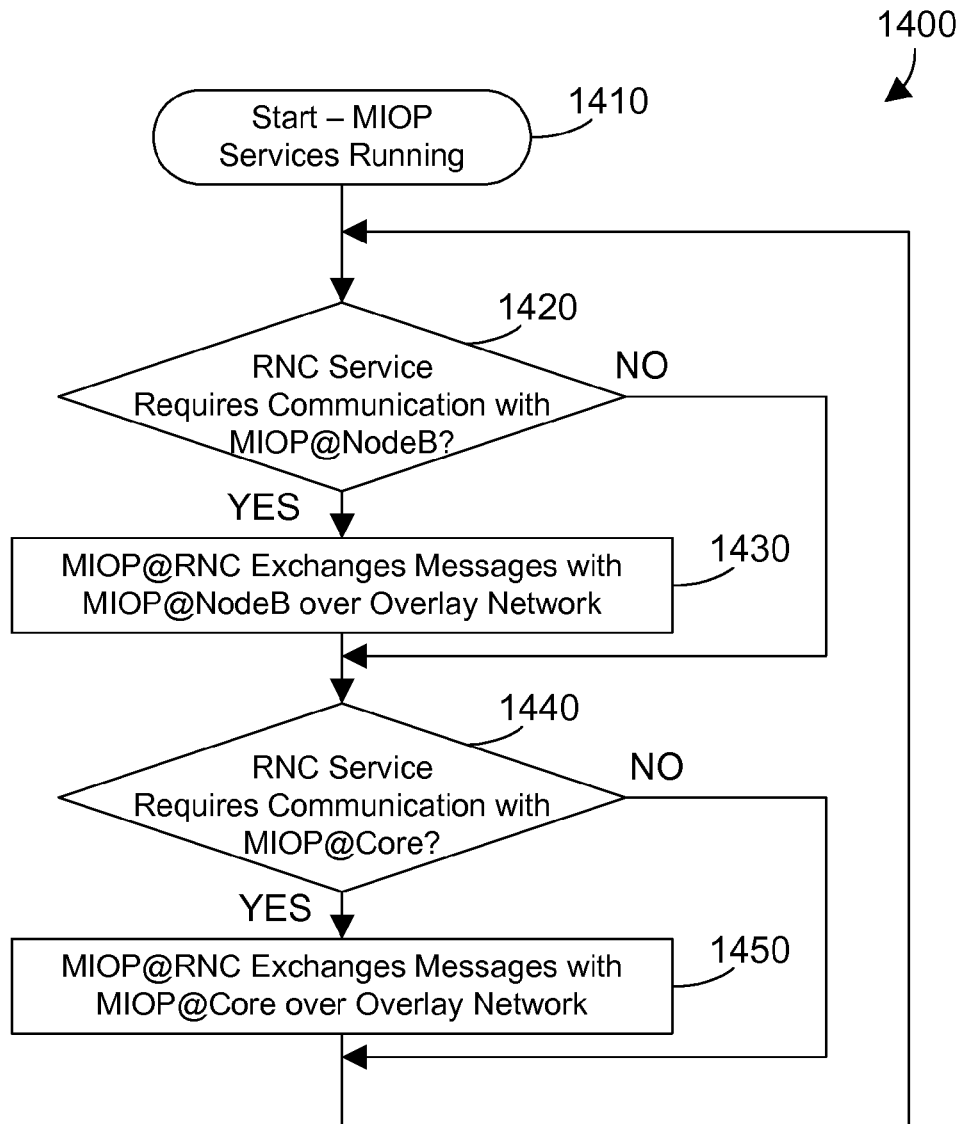 1400
Start – MIOP
Services Running
1410
1420
RNC Service
Requires Communication with
MIOP@NodeB?
NO
YES
1430
MIOP@RNC Exchanges Messages with
MIOP@NodeB over Overlay Network
1440
RNC Service
Requires Communication with
MIOP@Core?
NO
YES
1450
MIOP@RNC Exchanges Messages with
MIOP@Core over Overlay Network